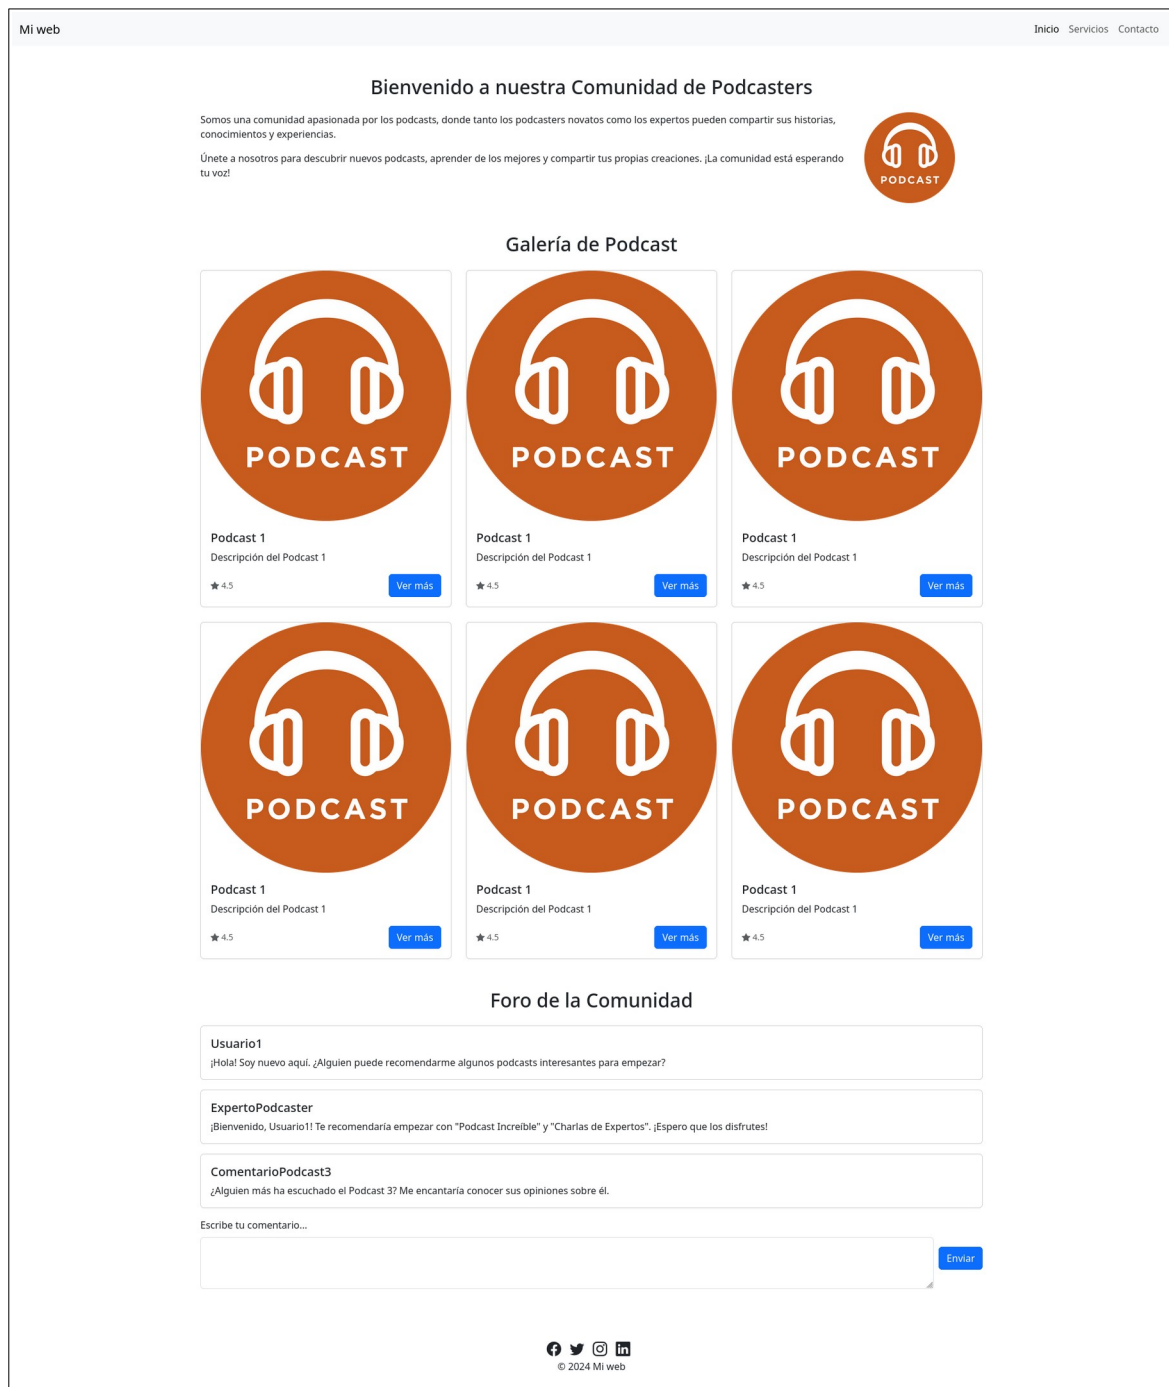 Mi web
Inicio Servicios Contacto
Bienvenido a nuestra Comunidad de Podcasters
Somos una comunidad apasionada por los podcasts, donde tanto los podcasters novatos como los expertos pueden compartir sus historias,
conocimientos y experiencias.
Únete a nosotros para descubrir nuevos podcasts, aprender de los mejores y compartir tus propias creaciones. ¡La comunidad está esperando
tu voz!
PODCAST
Galería de Podcast
PODCAST
Podcast 1
Descripción del Podcast 1
4.5
Ver más
PODCAST
Podcast 1
Descripción del Podcast 1
4.5
Ver más
PODCAST
Podcast 1
Descripción del Podcast 1
4.5
Ver más
PODCAST
Podcast 1
Descripción del Podcast 1
4.5
Ver más
PODCAST
Podcast 1
Descripción del Podcast 1
4.5
Ver más
PODCAST
Podcast 1
Descripción del Podcast 1
4.5
Ver más
Foro de la Comunidad
Usuario1
¡Hola! Soy nuevo aquí. ¿Alguien puede recomendarme algunos podcasts interesantes para empezar?
ExpertoPodcaster
¡Bienvenido, Usuario1! Te recomendaría empezar con "Podcast Increíble" y "Charlas de Expertos". ¡Espero que los disfrutes!
ComentarioPodcast3
¿Alguien más ha escuchado el Podcast 3? Me encantaría conocer sus opiniones sobre él.
Escribe tu comentario...
Enviar
© 2024 Mi web